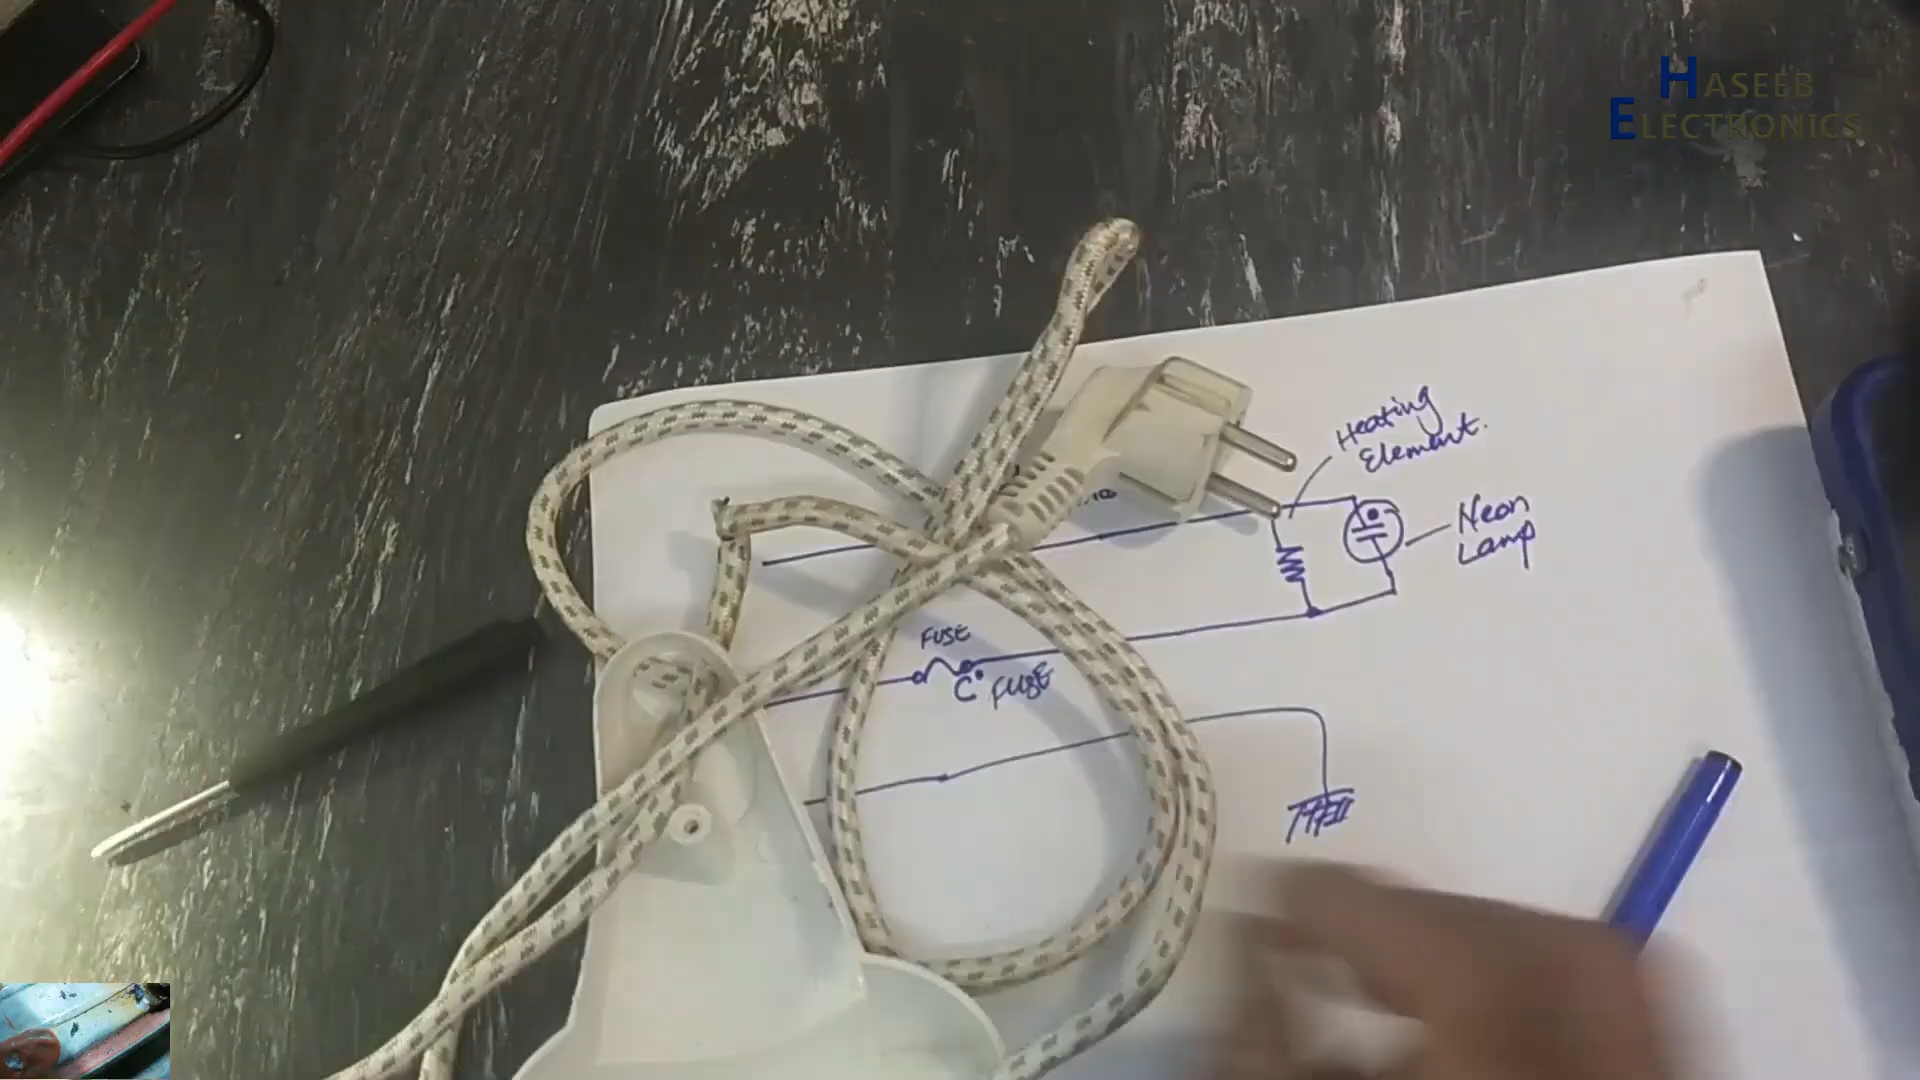 HASEEB
ELECTRONICS
Heating
Element.
Neon
Lamp
FUSE
C° FUSE